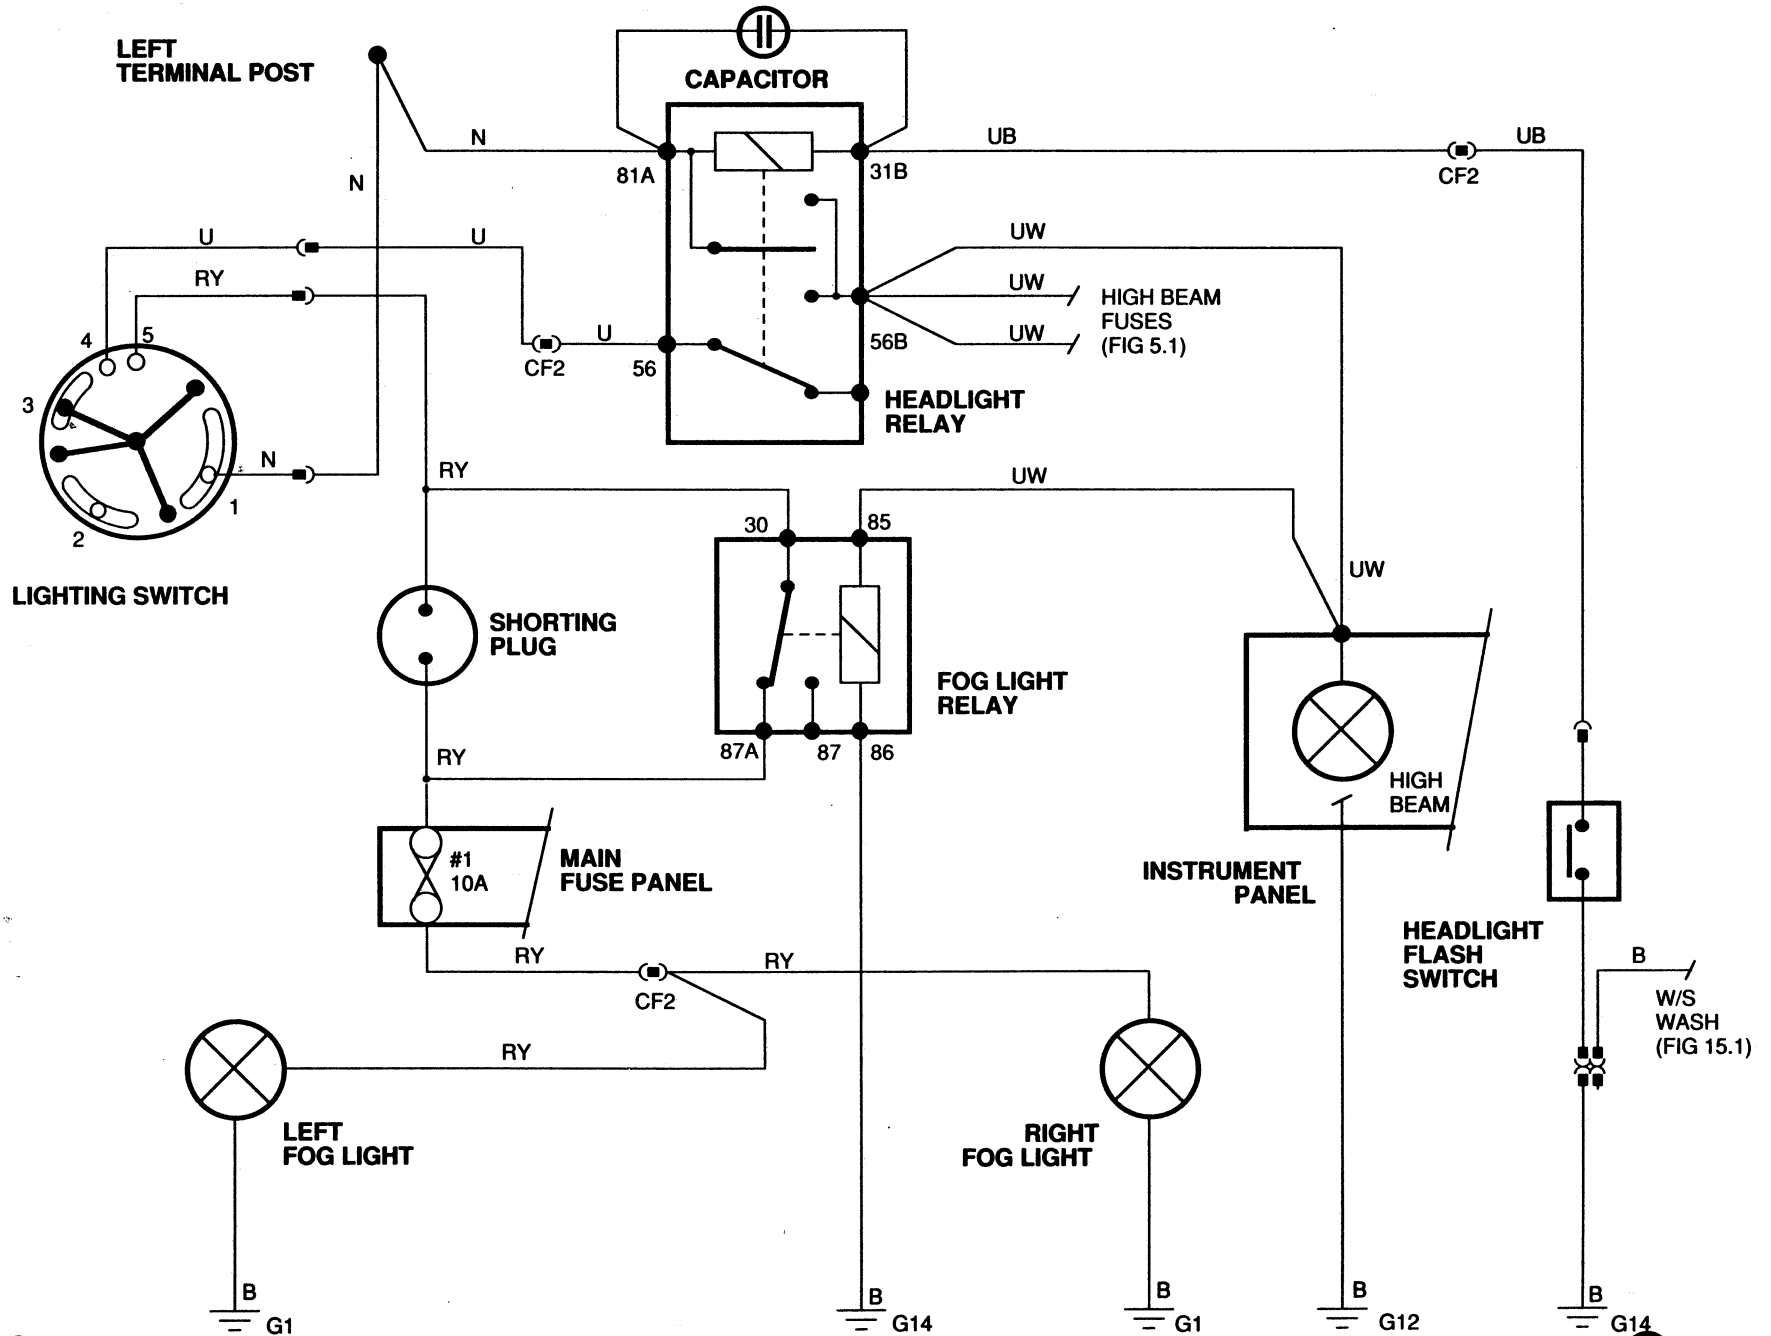 LEFT
TERMINAL POST
CAPACITOR
N
UB
UB
81A
31B
CF2
N
U
U
UW
RY
UW
HIGH BEAM
FUSES
(FIG 5.1)
4
5
U
UW
56B
CF2
56
3
HEADLIGHT
RELAY
N
RY
UW
1
2
30
85
UW
LIGHTING SWITCH
SHORTING
PLUG
FOG LIGHT
RELAY
RY
87A
87
86
HIGH
BEAM
#1
10A
MAIN
FUSE PANEL
INSTRUMENT
PANEL
HEADLIGHT
FLASH
SWITCH
RY
RY
B
CF2
W/S
WASH
(FIG 15.1)
RY
LEFT
FOG LIGHT
RIGHT
FOG LIGHT
B
B
B
B
B
G1
G14
G1
G12
G14